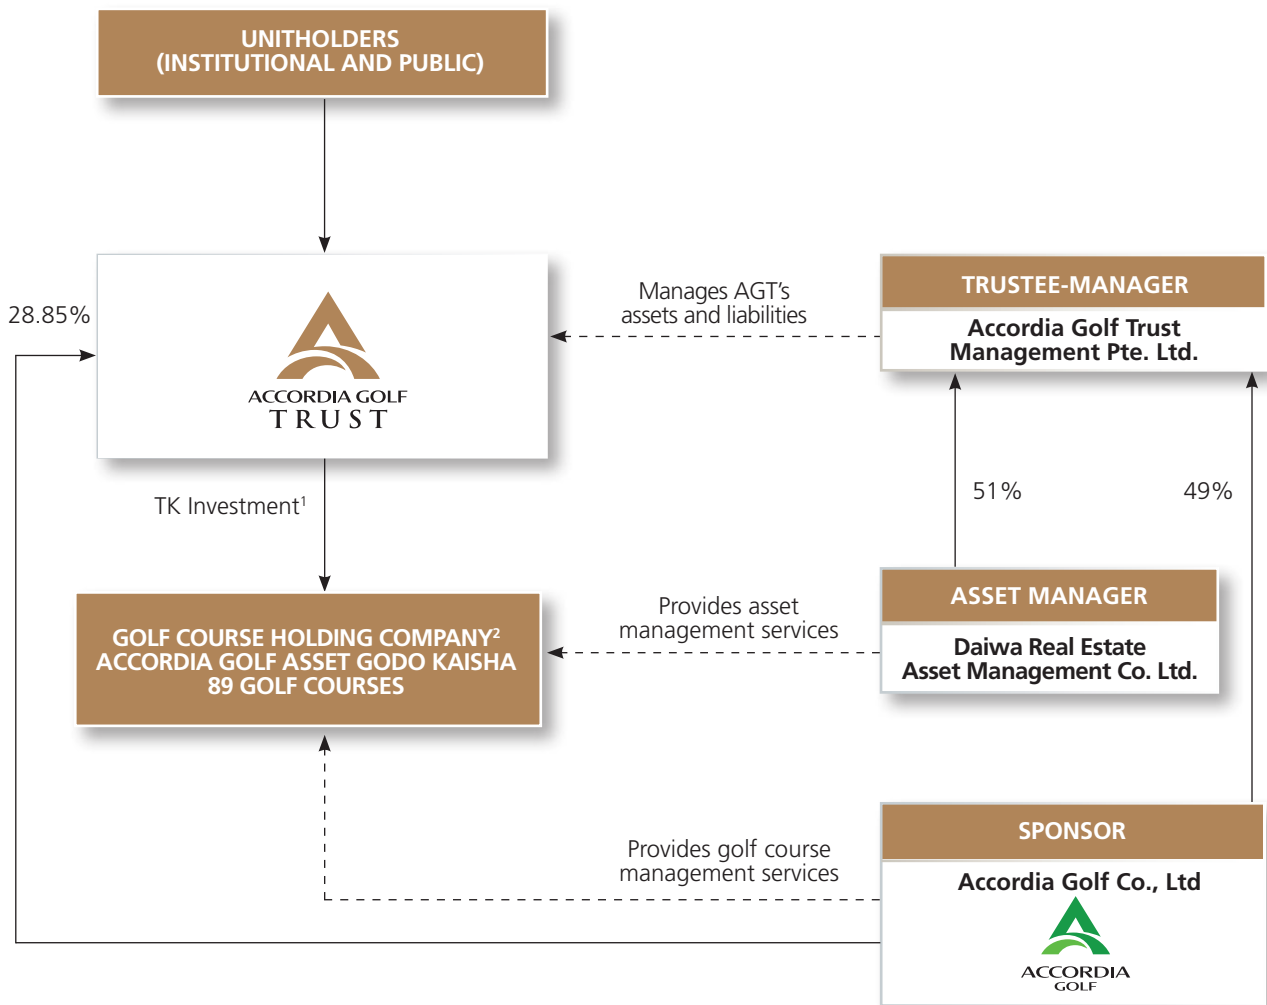 UNITHOLDERS
(INSTITUTIONAL AND PUBLIC)
28.85%
ACCORDIA GOLF
TRUST
Manages AGT's
assets and liabilities
TRUSTEE-MANAGER
Accordia Golf Trust
Management Pte. Ltd.
TK Investment¹
51%
49%
GOLF COURSE HOLDING COMPANY²
ACCORDIA GOLF ASSET GODO KAISHA
89 GOLF COURSES
Provides asset
management services
ASSET MANAGER
Daiwa Real Estate
Asset Management Co. Ltd.
Provides golf course
management services
SPONSOR
Accordia Golf Co., Ltd
ACCORDIA
GOLF